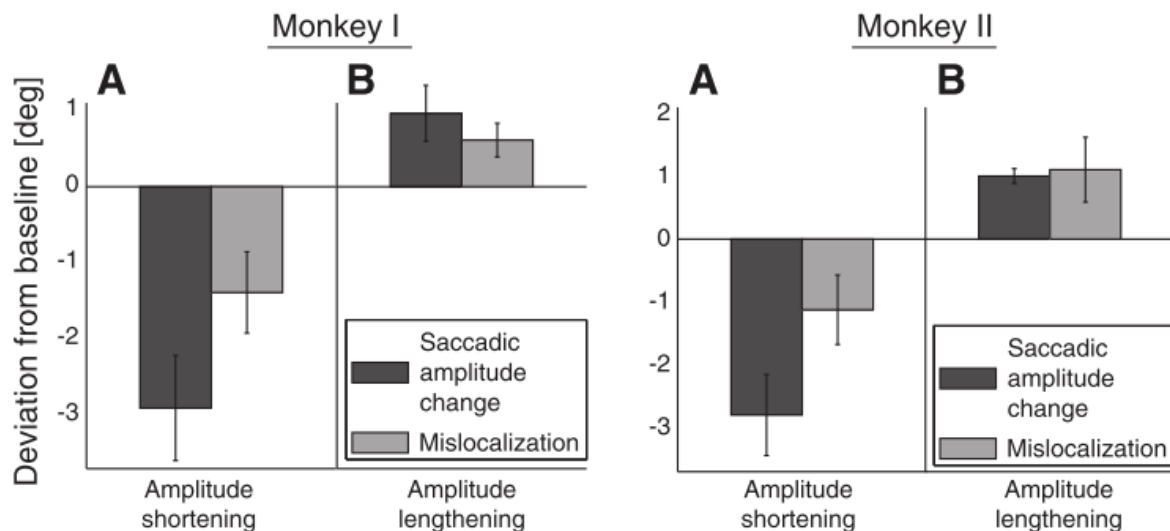 Monkey I
Monkey II
A
B
A
B
Deviation from baseline [deg]
1
0
-1
-2
-3
Saccadic
amplitude
change
Mislocalization
Amplitude
shortening
Amplitude
lengthening
2
1
0
-1
-2
-3
Saccadic
amplitude
change
Mislocalization
Amplitude
shortening
Amplitude
lengthening